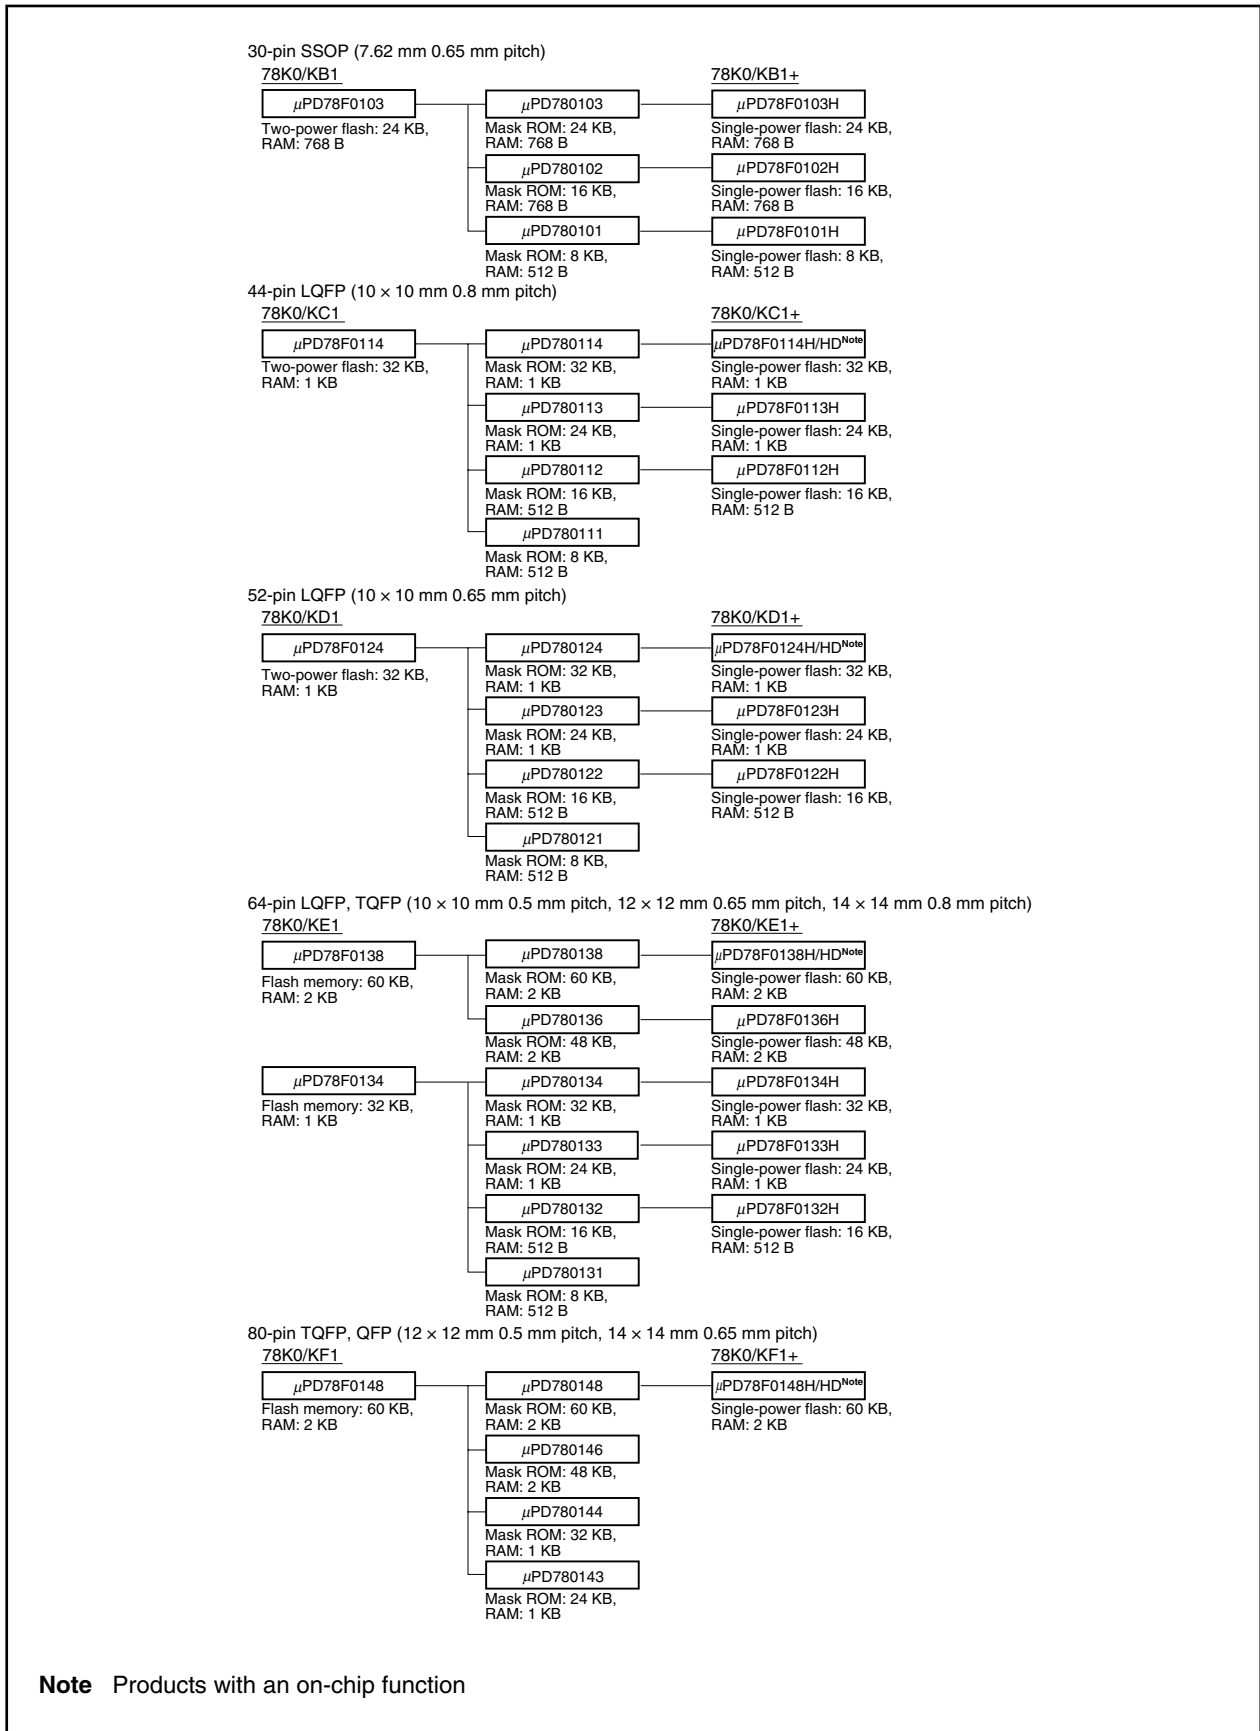 30-pin SSOP (7.62 mm 0.65 mm pitch)
78K0/KB1 78K0/KB1+
μPD78F0103 μPD780103 μPD78F0103H
Two-power flash: 24 KB, Mask ROM: 24 KB, Single-power flash: 24 KB,
RAM: 768 B RAM: 768 B RAM: 768 B
μPD780102 μPD78F0102H
Mask ROM: 16 KB, Single-power flash: 16 KB,
RAM: 768 B RAM: 768 B
μPD780101 μPD78F0101H
Mask ROM: 8 KB, Single-power flash: 8 KB,
RAM: 512 B RAM: 512 B
44-pin LQFP (10 × 10 mm 0.8 mm pitch)
78K0/KC1 78K0/KC1+
μPD78F0114 μPD780114 μPD78F0114H/HDNote
Two-power flash: 32 KB, Mask ROM: 32 KB, Single-power flash: 32 KB,
RAM: 1 KB RAM: 1 KB RAM: 1 KB
μPD780113 μPD78F0113H
Mask ROM: 24 KB, Single-power flash: 24 KB,
RAM: 1 KB RAM: 1 KB
μPD780112 μPD78F0112H
Mask ROM: 16 KB, Single-power flash: 16 KB,
RAM: 512 B RAM: 512 B
μPD780111
Mask ROM: 8 KB,
RAM: 512 B
52-pin LQFP (10 × 10 mm 0.65 mm pitch)
78K0/KD1 78K0/KD1+
μPD78F0124 μPD780124 μPD78F0124H/HDNote
Two-power flash: 32 KB, Mask ROM: 32 KB, Single-power flash: 32 KB,
RAM: 1 KB RAM: 1 KB RAM: 1 KB
μPD780123 μPD78F0123H
Mask ROM: 24 KB, Single-power flash: 24 KB,
RAM: 1 KB RAM: 1 KB
μPD780122 μPD78F0122H
Mask ROM: 16 KB, Single-power flash: 16 KB,
RAM: 512 B RAM: 512 B
μPD780121
Mask ROM: 8 KB,
RAM: 512 B
64-pin LQFP, TQFP (10 × 10 mm 0.5 mm pitch, 12 × 12 mm 0.65 mm pitch, 14 × 14 mm 0.8 mm pitch)
78K0/KE1 78K0/KE1+
μPD78F0138 μPD780138 μPD78F0138H/HDNote
Flash memory: 60 KB, Mask ROM: 60 KB, Single-power flash: 60 KB,
RAM: 2 KB RAM: 2 KB RAM: 2 KB
μPD780136 μPD78F0136H
Mask ROM: 48 KB, Single-power flash: 48 KB,
RAM: 2 KB RAM: 2 KB
μPD78F0134 μPD780134 μPD78F0134H
Flash memory: 32 KB, Mask ROM: 32 KB, Single-power flash: 32 KB,
RAM: 1 KB RAM: 1 KB RAM: 1 KB
μPD780133 μPD78F0133H
Mask ROM: 24 KB, Single-power flash: 24 KB,
RAM: 1 KB RAM: 1 KB
μPD780132 μPD78F0132H
Mask ROM: 16 KB, Single-power flash: 16 KB,
RAM: 512 B RAM: 512 B
μPD780131
Mask ROM: 8 KB,
RAM: 512 B
80-pin TQFP, QFP (12 × 12 mm 0.5 mm pitch, 14 × 14 mm 0.65 mm pitch)
78K0/KF1 78K0/KF1+
μPD78F0148 μPD780148 μPD78F0148H/HDNote
Flash memory: 60 KB, Mask ROM: 60 KB, Single-power flash: 60 KB,
RAM: 2 KB RAM: 2 KB RAM: 2 KB
μPD780146
Mask ROM: 48 KB,
RAM: 2 KB
μPD780144
Mask ROM: 32 KB,
RAM: 1 KB
μPD780143
Mask ROM: 24 KB,
RAM: 1 KB
Note Products with an on-chip function